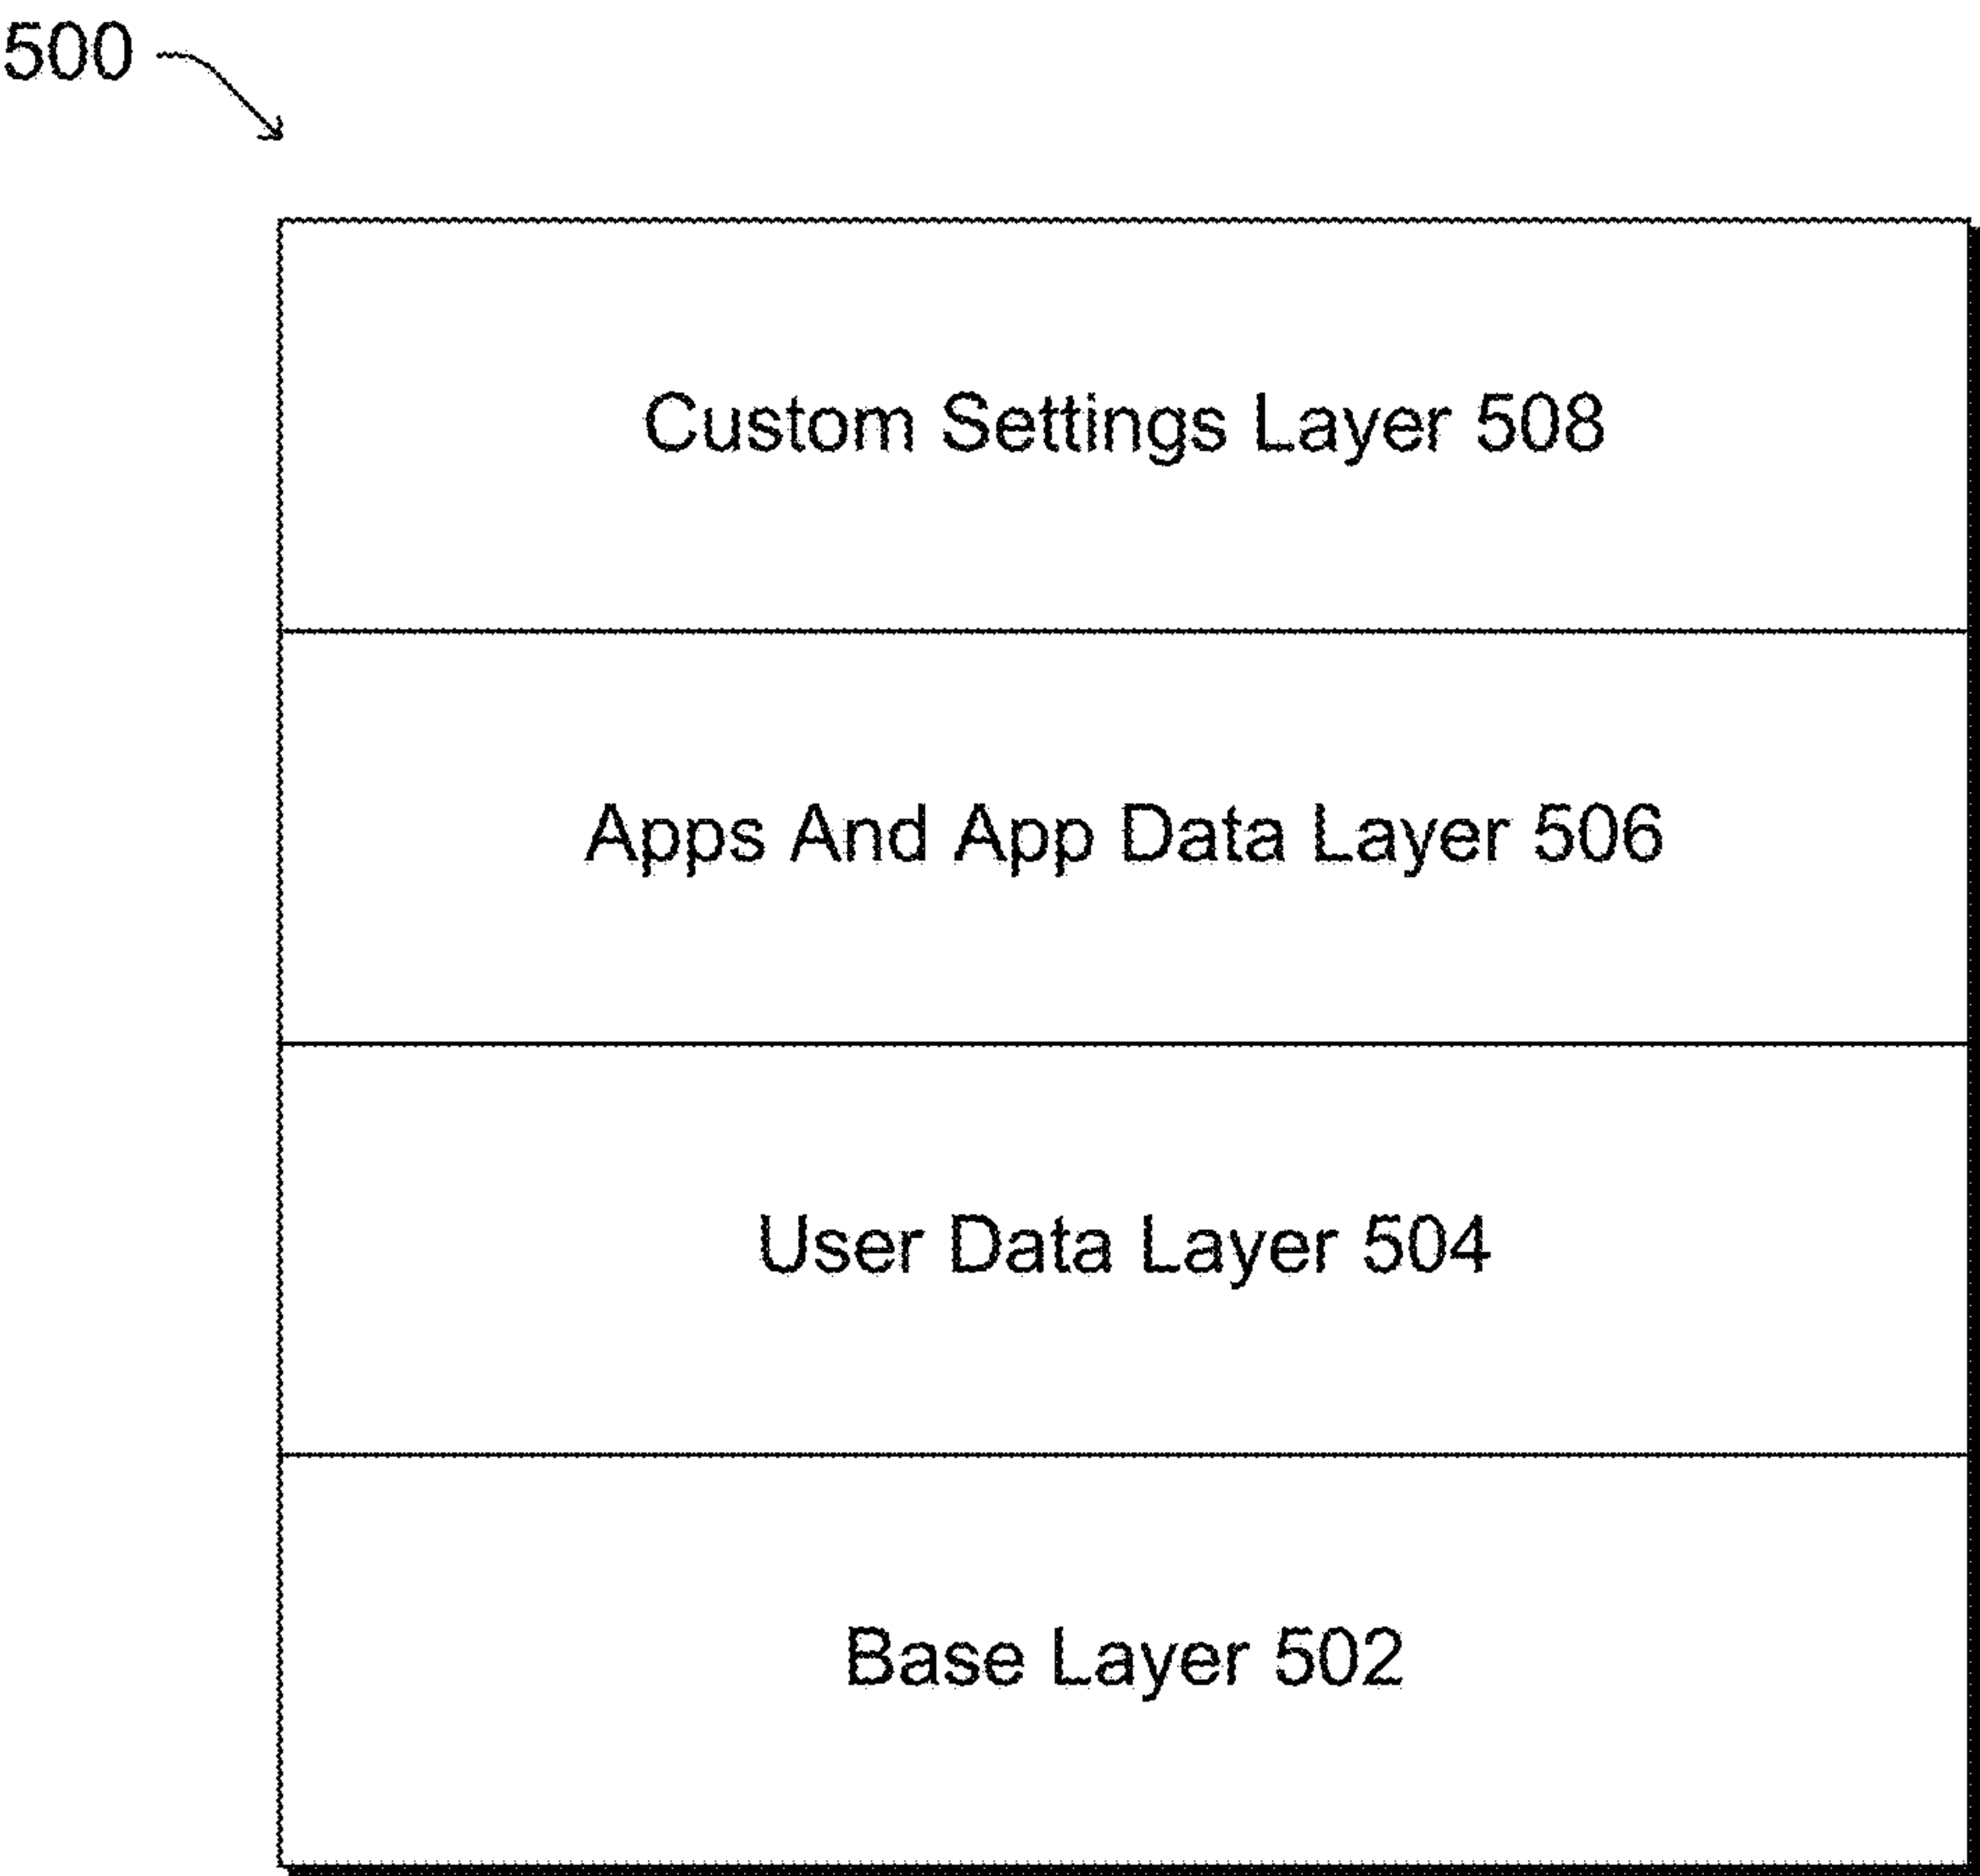 500
Custom Settings Layer 508
Apps And App Data Layer 506
User Data Layer 504
Base Layer 502